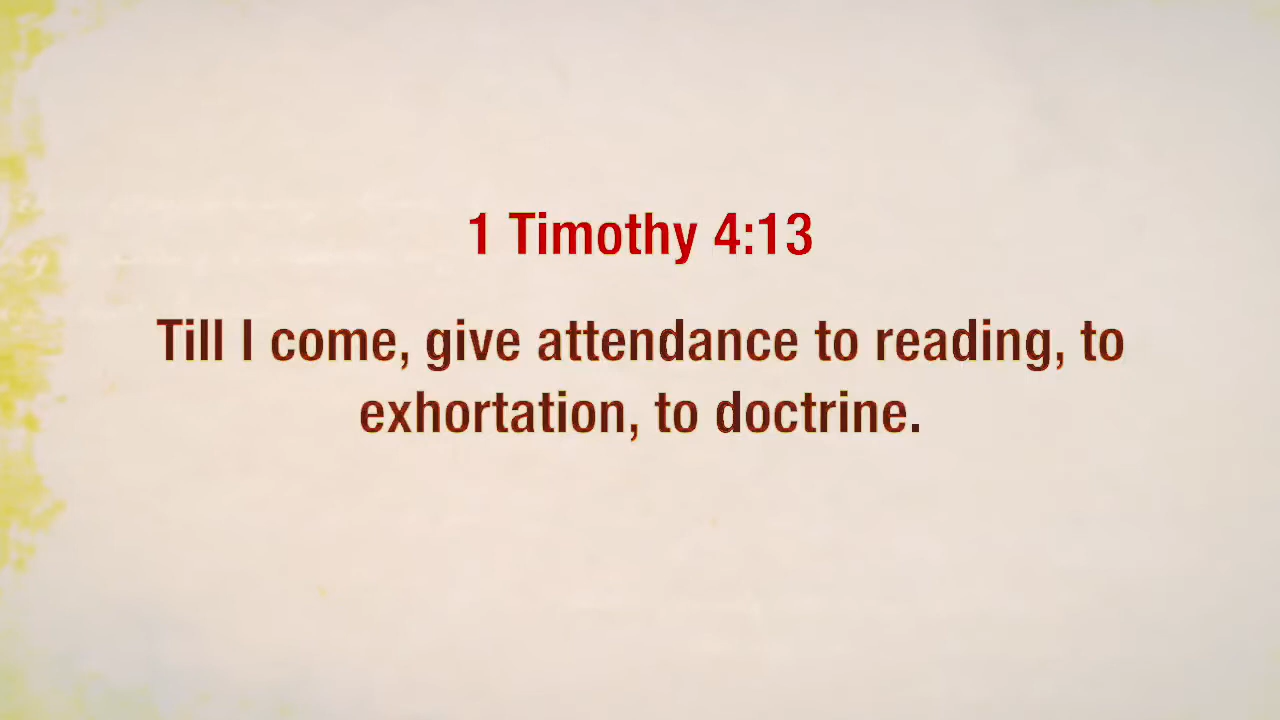 1 Timothy 4:13
Till I come, give attendance to reading, to
exhortation, to doctrine.